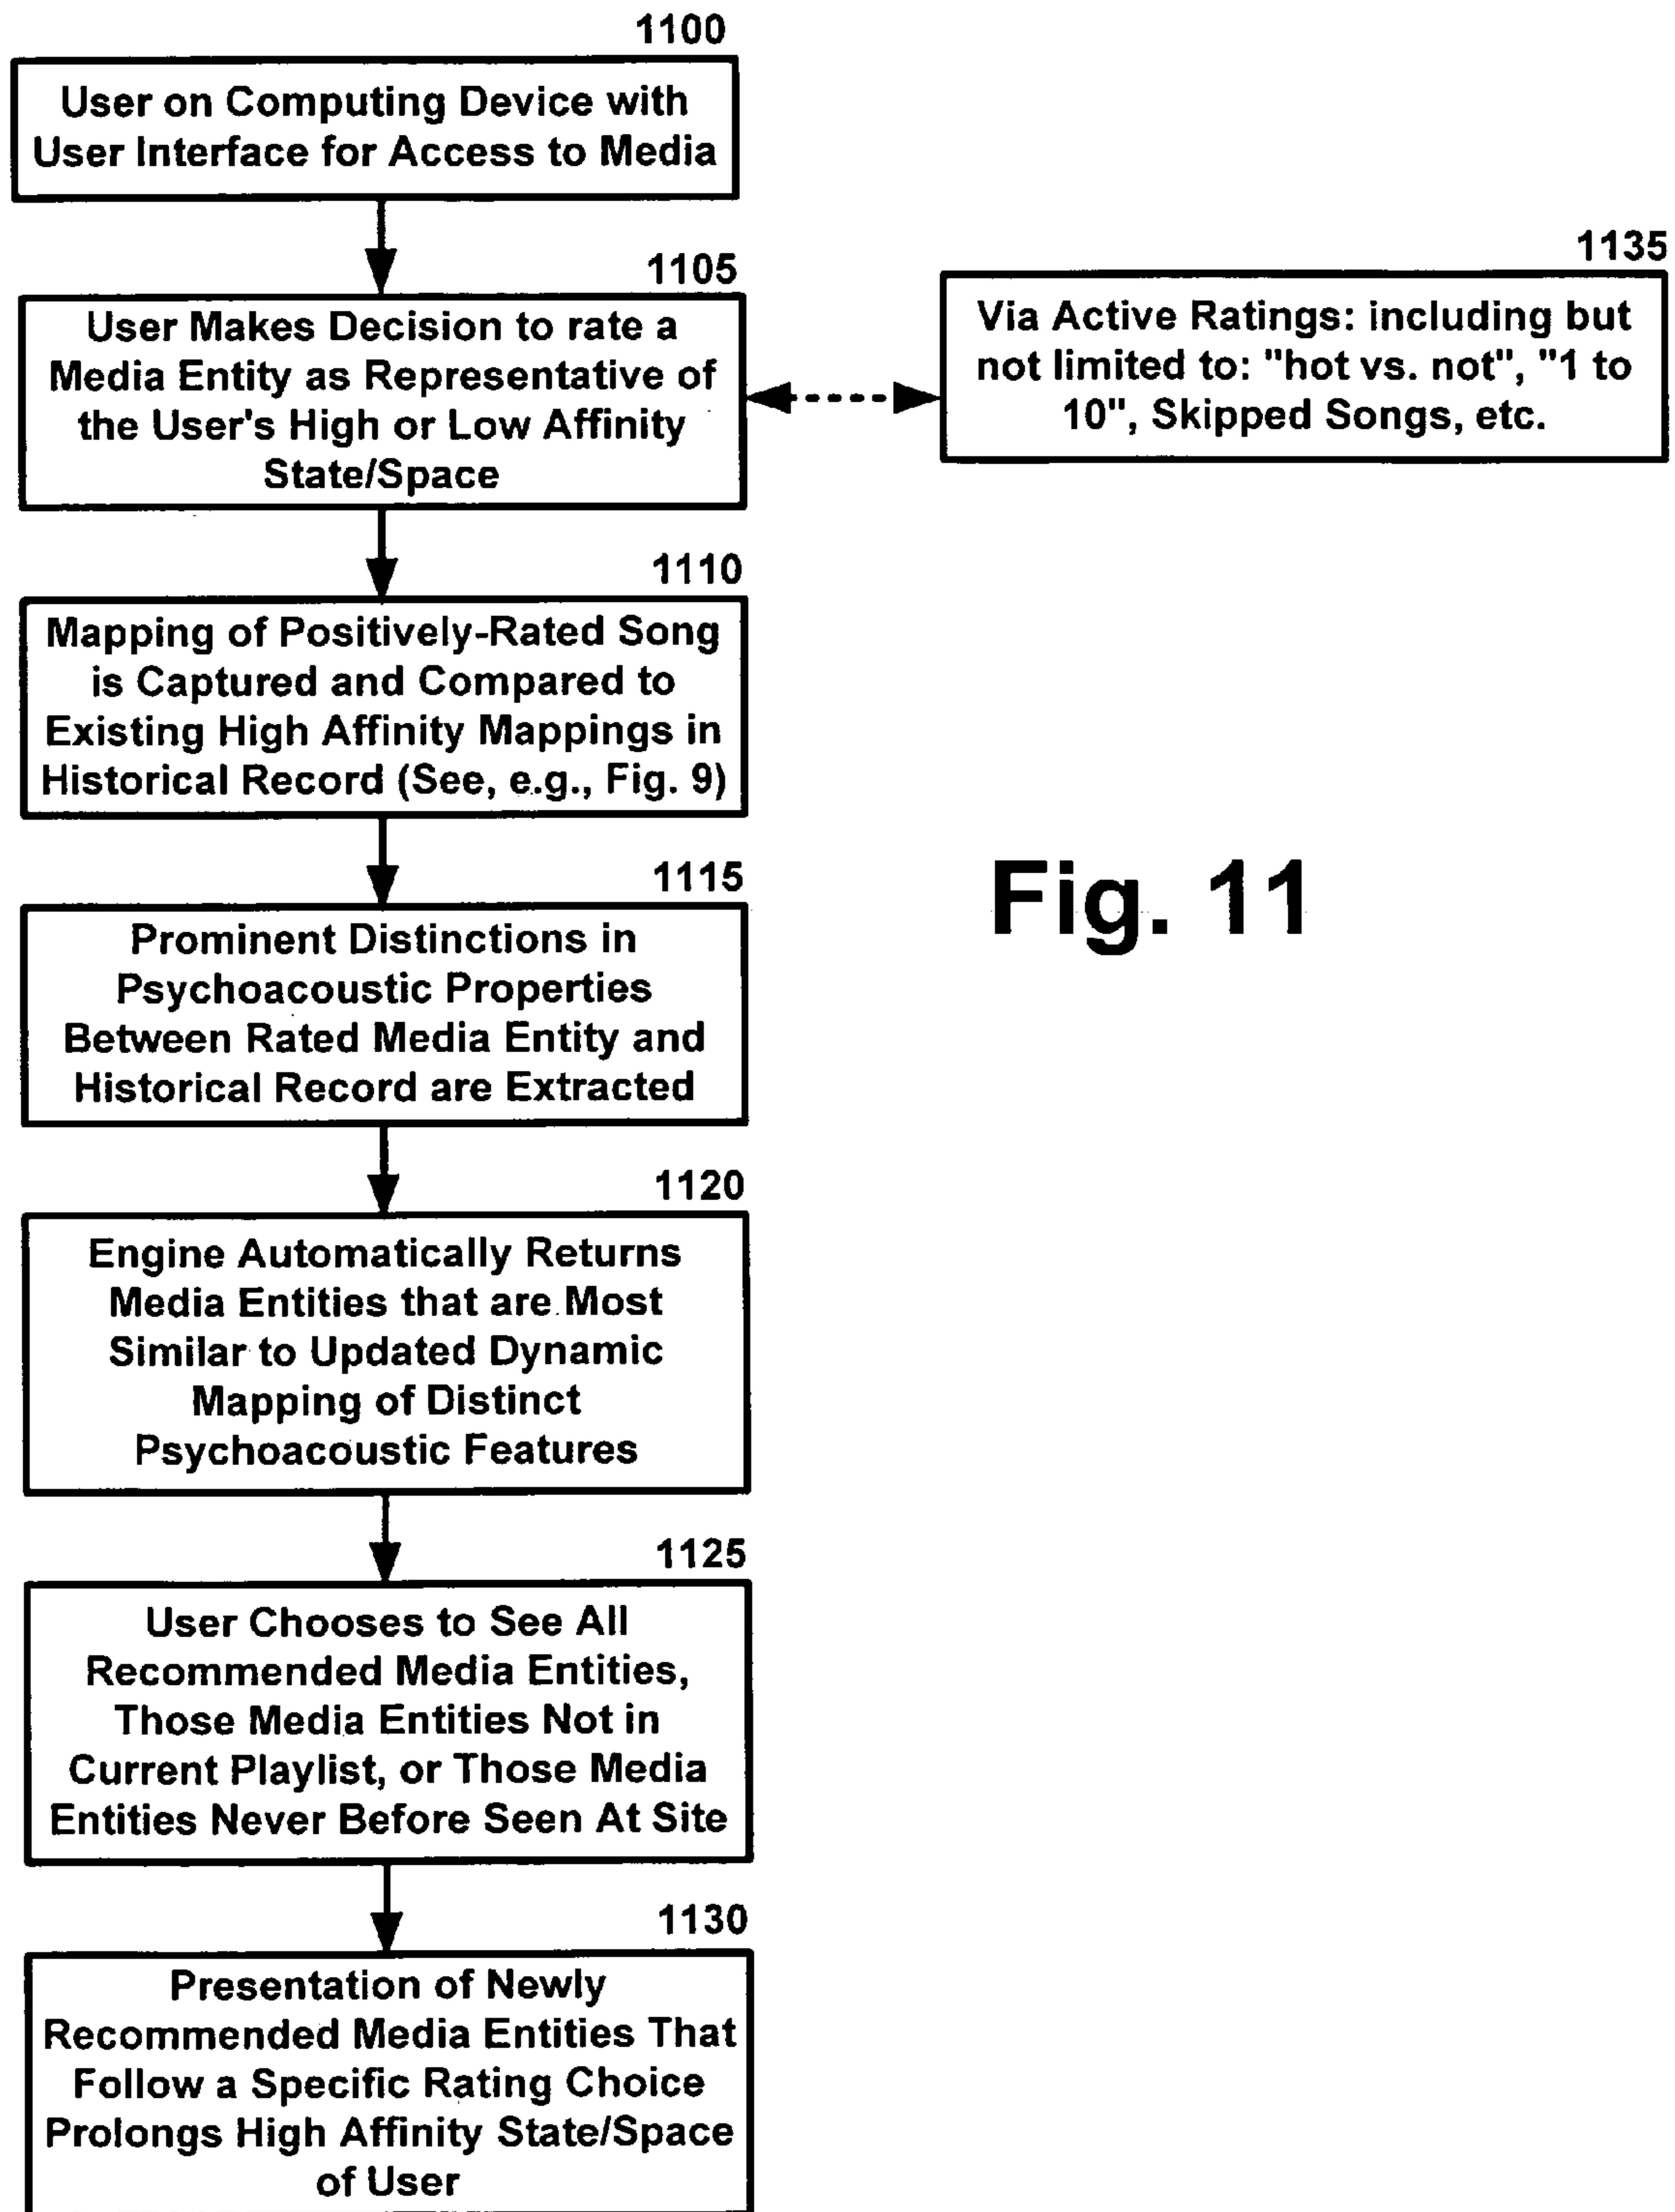 1100
User on Computing Device with
User Interface for Access to Media
1105
User Makes Decision to rate a
Media Entity as Representative of
the User's High or Low Affinity
State/Space
1135
Via Active Ratings: including but
not limited to: "hot vs. not", "1 to
10", Skipped Songs, etc.
1110
Mapping of Positively-Rated Song
is Captured and Compared to
Existing High Affinity Mappings in
Historical Record (See, e.g., Fig. 9)
1115
Prominent Distinctions in
Psychoacoustic Properties
Between Rated Media Entity and
Historical Record are Extracted
Fig. 11
1120
Engine Automatically Returns
Media Entities that are Most
Similar to Updated Dynamic
Mapping of Distinct
Psychoacoustic Features
1125
User Chooses to See All
Recommended Media Entities,
Those Media Entities Not in
Current Playlist, or Those Media
Entities Never Before Seen At Site
1130
Presentation of Newly
Recommended Media Entities That
Follow a Specific Rating Choice
Prolongs High Affinity State/Space
of User